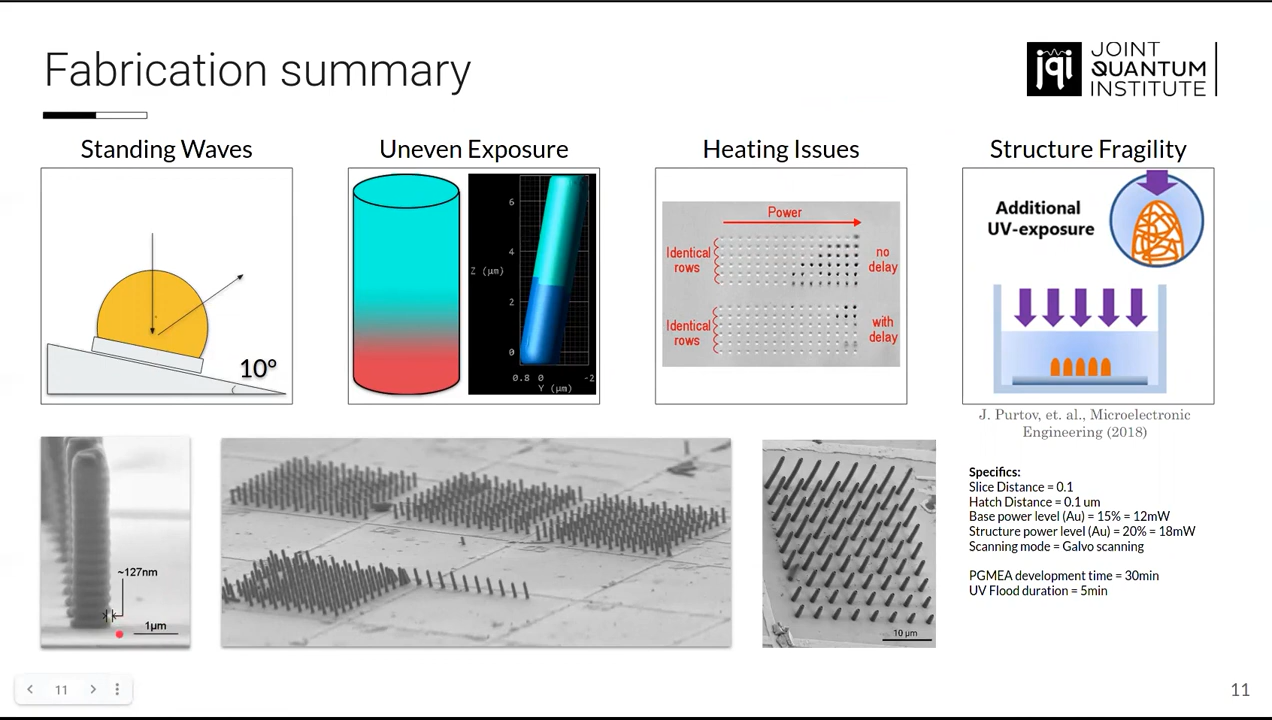 Fabrication summary
jqi
JOINT
QUANTUM
INSTITUTE
Standing Waves
Uneven Exposure
Heating Issues
Structure Fragility
10°
6
4
2
0
Z (μm)
0.8 0 -2
Y (μm)
Power
Identical
rows
no
delay
Identical
rows
with
delay
Additional
UV-exposure
J. Purtov, et. al., Microelectronic
Engineering (2018)
~127nm
1μm
10 μm
Specifics:
Slice Distance = 0.1
Hatch Distance = 0.1 um
Base power level (Au) = 15% = 12mW
Structure power level (Au) = 20% = 18mW
Scanning mode = Galvo scanning
PGMEA development time = 30min
UV Flood duration = 5min
11
11